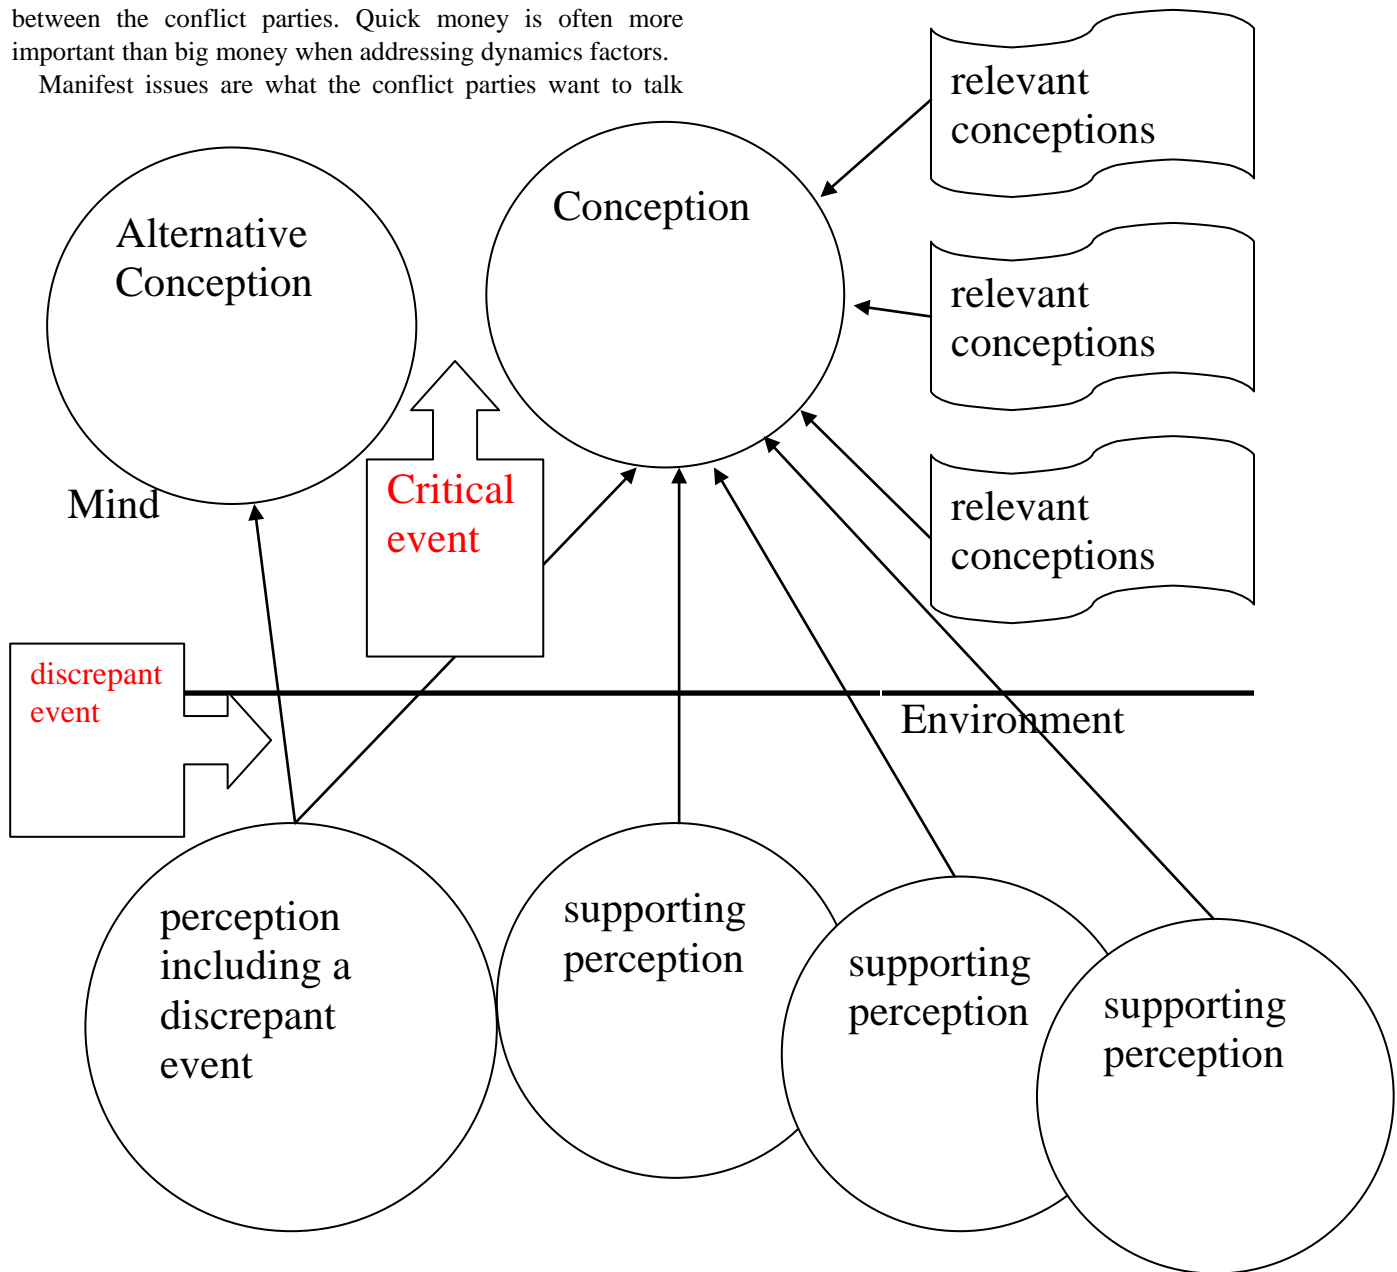 between the conflict parties. Quick money is often more
important than big money when addressing dynamics factors.
Manifest issues are what the conflict parties want to talk
relevant
conceptions
Conception
Alternative
Conception
relevant
conceptions
Mind
Critical
event
relevant
conceptions
discrepant
event
Environment
perception
including a
discrepant
event
supporting
perception
supporting
perception
supporting
perception